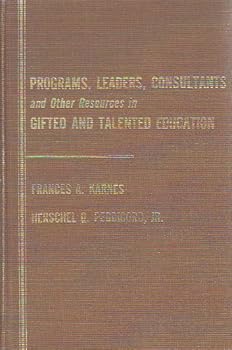 PROGRAMS, LEADERS, CONSULTANTS
and Other Resources in
GIFTED AND TALENTED EDUCATION
FRANCES A. KARNES
HERSCHEL Q. PEDDICORD, JR.